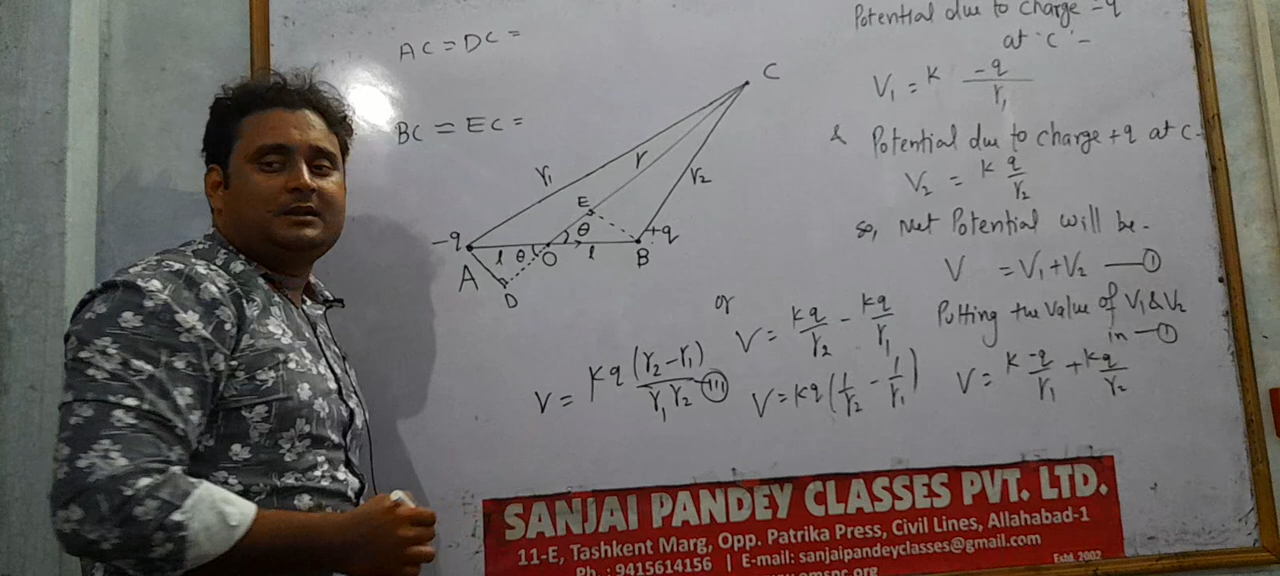 AC = DC =
BC = EC =
C
r₁
r
r₂
E
θ
-q
l
θ
O
l
+q
A
B
D
Potential due to charge -q
at 'C' -
V₁ = K -q/r₁
& Potential due to charge +q at C-
V₂ = K q/r₂
so, Net Potential will be-
V = V₁+V₂ —①
Putting the value of V₁ & V₂
in —①
V = K -q/r₁ + Kq/r₂
or V = Kq/r₂ - Kq/r₁
V = Kq (1/r₂ - 1/r₁)
V = Kq (r₂-r₁)/r₁r₂ —(III)
SANJAI PANDEY CLASSES PVT. LTD.
11-E, Tashkent Marg, Opp. Patrika Press, Civil Lines, Allahabad-1
Ph. : 9415614156 | E-mail: sanjaipandeyclasses@gmail.com
Estd. 2002